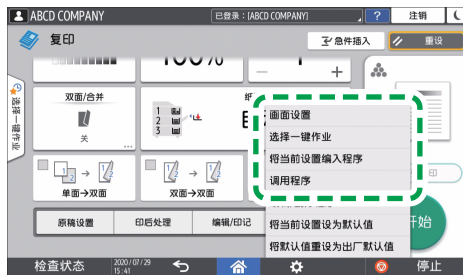 ABCD COMPANY
已登录：[ABCD COMPANY]
?
注销
复印
急件插入
重设
选择一键作业
双面/合并
关
...
1
2
3
画面设置
选择一键作业
将当前设置编入程序
调用程序
将当前设置设为默认值
将默认值重设为出厂默认值
单面→双面
双面→双面
原稿设置
印后处理
编辑/印记
开始
检查状态
2020/07/29
15:41
停止